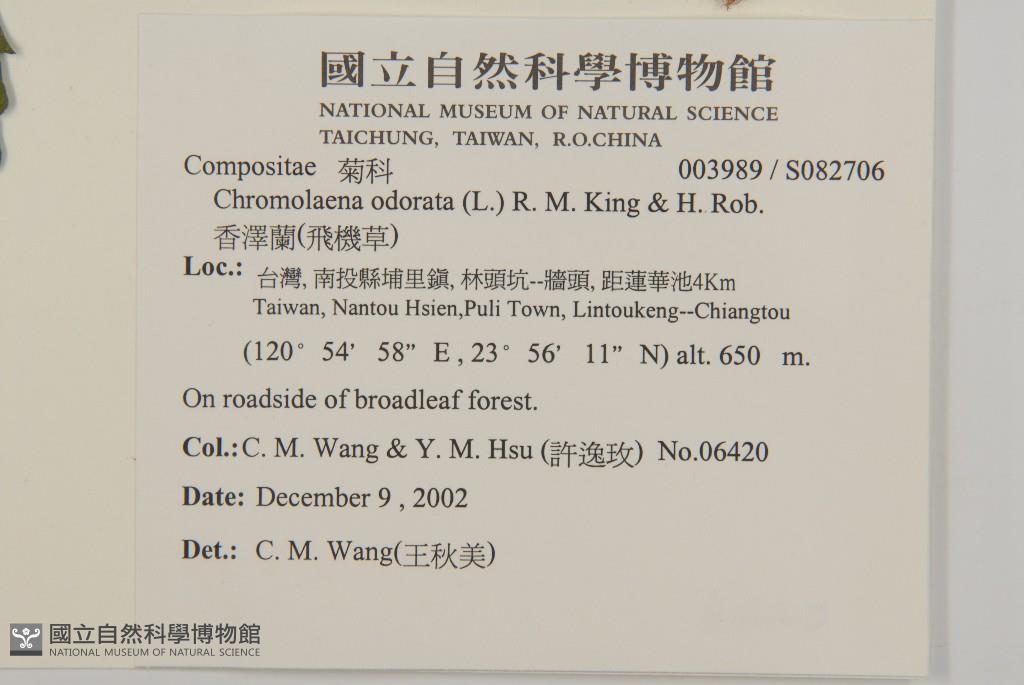 國立自然科學博物館
NATIONAL MUSEUM OF NATURAL SCIENCE
TAICHUNG, TAIWAN, R.O.CHINA
Compositae 菊科 003989 / S082706
Chromolaena odorata (L.) R. M. King & H. Rob.
香澤蘭(飛機草)
Loc.: 台灣, 南投縣埔里鎮, 林頭坑--牆頭, 距蓮華池4Km
Taiwan, Nantou Hsien,Puli Town, Lintoukeng--Chiangtou
(120° 54’ 58” E , 23° 56’ 11” N) alt. 650 m.
On roadside of broadleaf forest.
Col.: C. M. Wang & Y. M. Hsu (許逸玫) No.06420
Date: December 9 , 2002
Det.: C. M. Wang(王秋美)
國立自然科學博物館
NATIONAL MUSEUM OF NATURAL SCIENCE